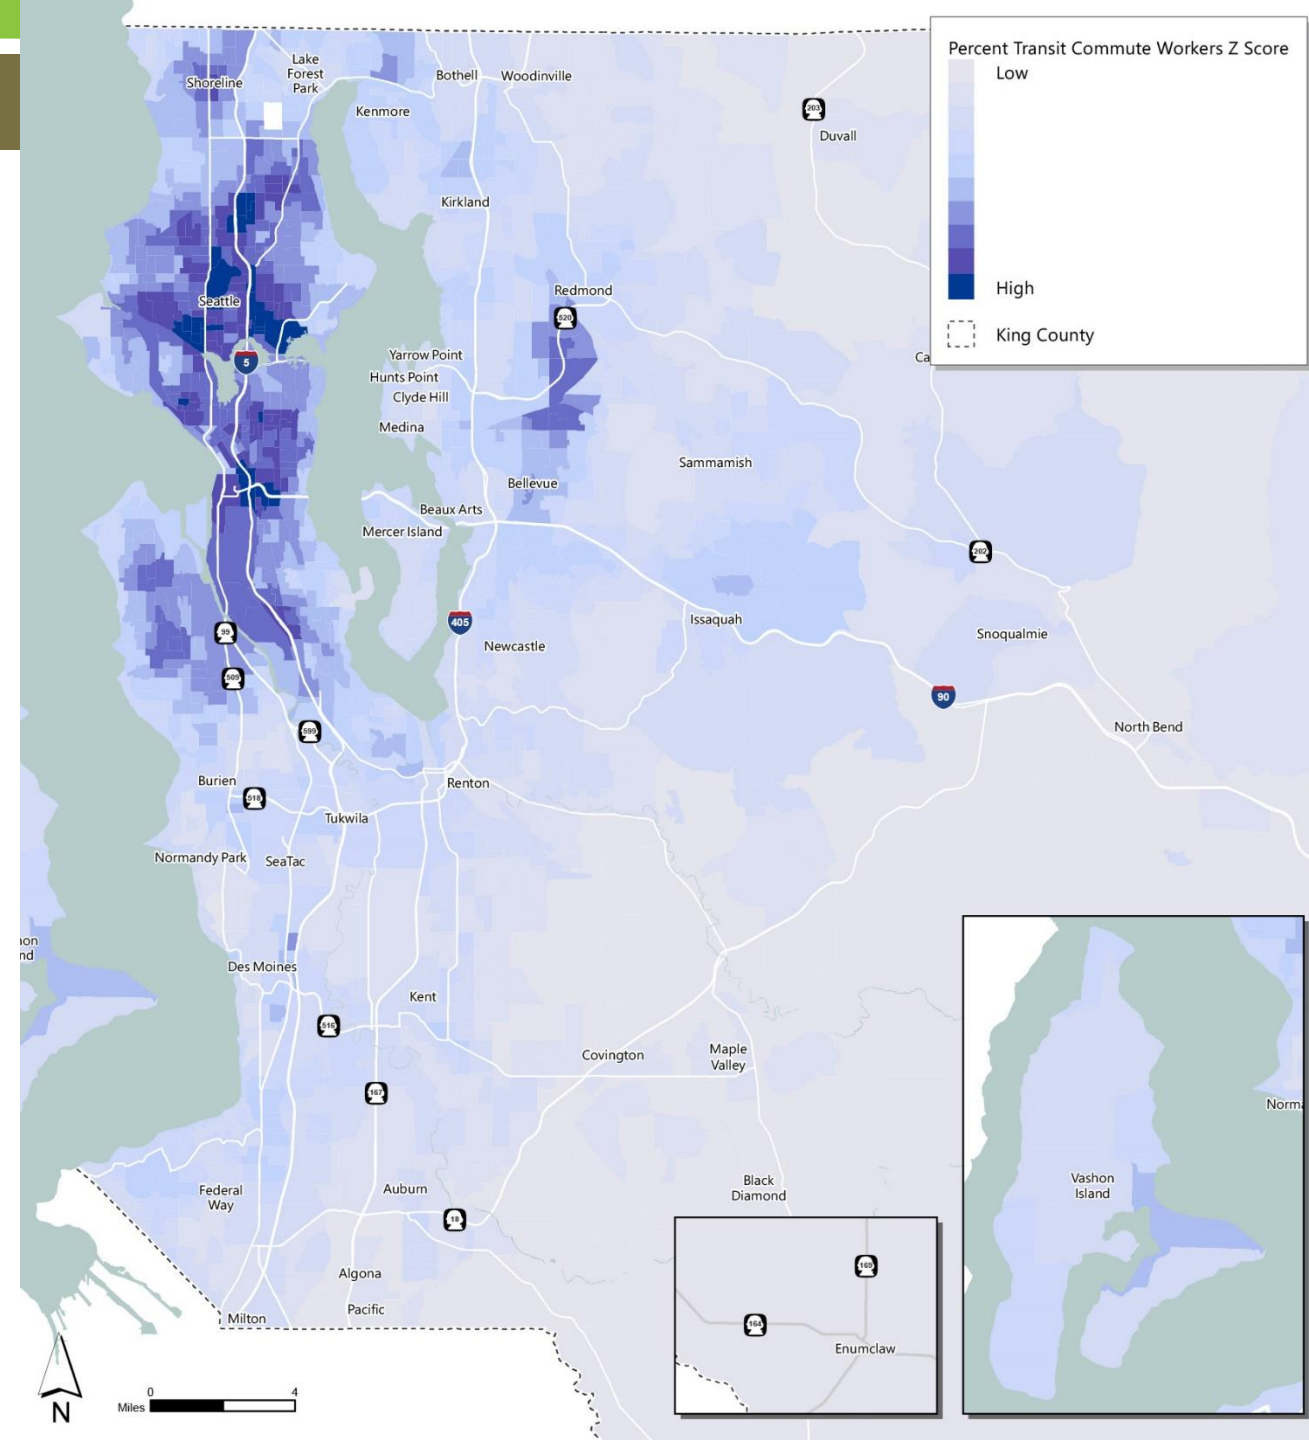 Percent Transit Commute Workers Z Score
Low
High
King County
Shoreline
Lake
Forest
Park
Bothell
Woodinville
Kenmore
203
Duvall
Kirkland
Redmond
Seattle
520
5
Yarrow Point
Hunts Point
Clyde Hill
Medina
Ca
Sammamish
Bellevue
Beaux Arts
Mercer Island
202
405
Issaquah
99
Snoqualmie
Newcastle
509
90
599
North Bend
Burien
518
Renton
Tukwila
Normandy Park
SeaTac
hon
nd
Des Moines
Kent
516
Covington
Maple
Valley
167
Norma
Vashon
Island
Federal
Way
Auburn
Black
Diamond
18
Algona
169
Pacific
Milton
164
Enumclaw
0 4
Miles
N